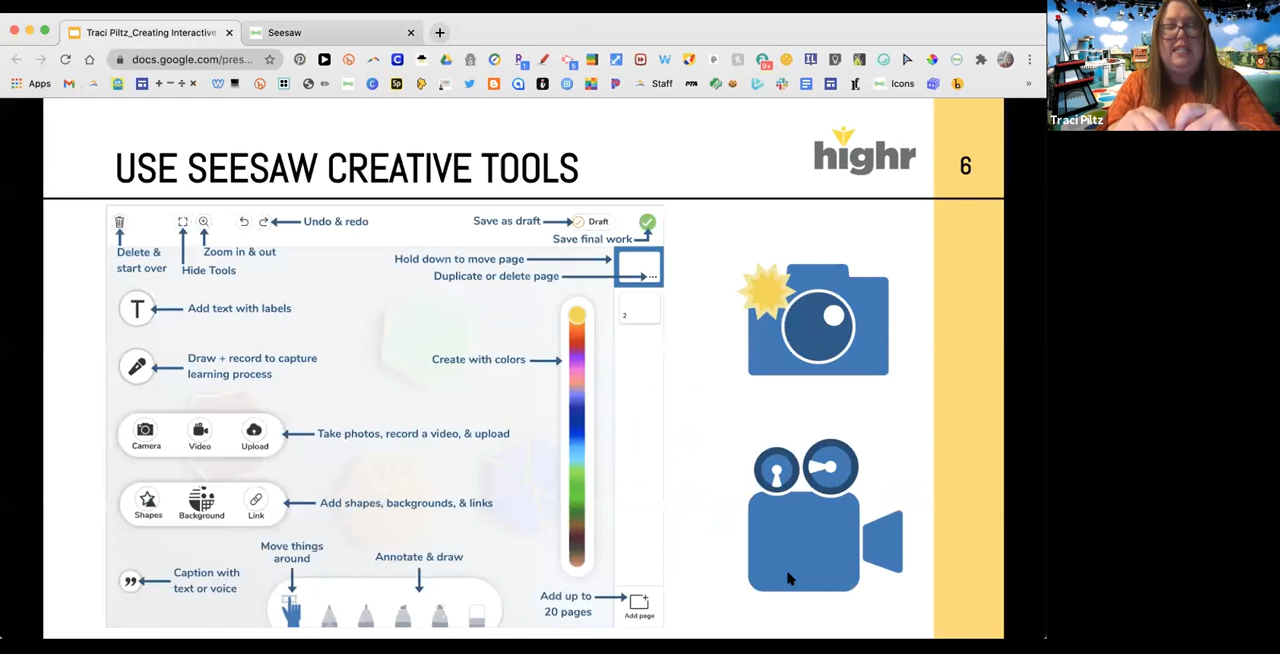 Traci Piltz_Creating Interactive
Seesaw
docs.google.com/pres...
Apps
Staff
Icons
Traci Piltz
USE SEESAW CREATIVE TOOLS
highr
6
Undo & redo
Save as draft
Draft
Save final work
Delete &
start over
Zoom in & out
Hide Tools
Hold down to move page
Duplicate or delete page
T
Add text with labels
2
Draw + record to capture
learning process
Create with colors
Camera
Video
Upload
Take photos, record a video, & upload
Shapes
Background
Link
Add shapes, backgrounds, & links
Move things
around
Annotate & draw
Caption with
text or voice
Add up to
20 pages
Add page